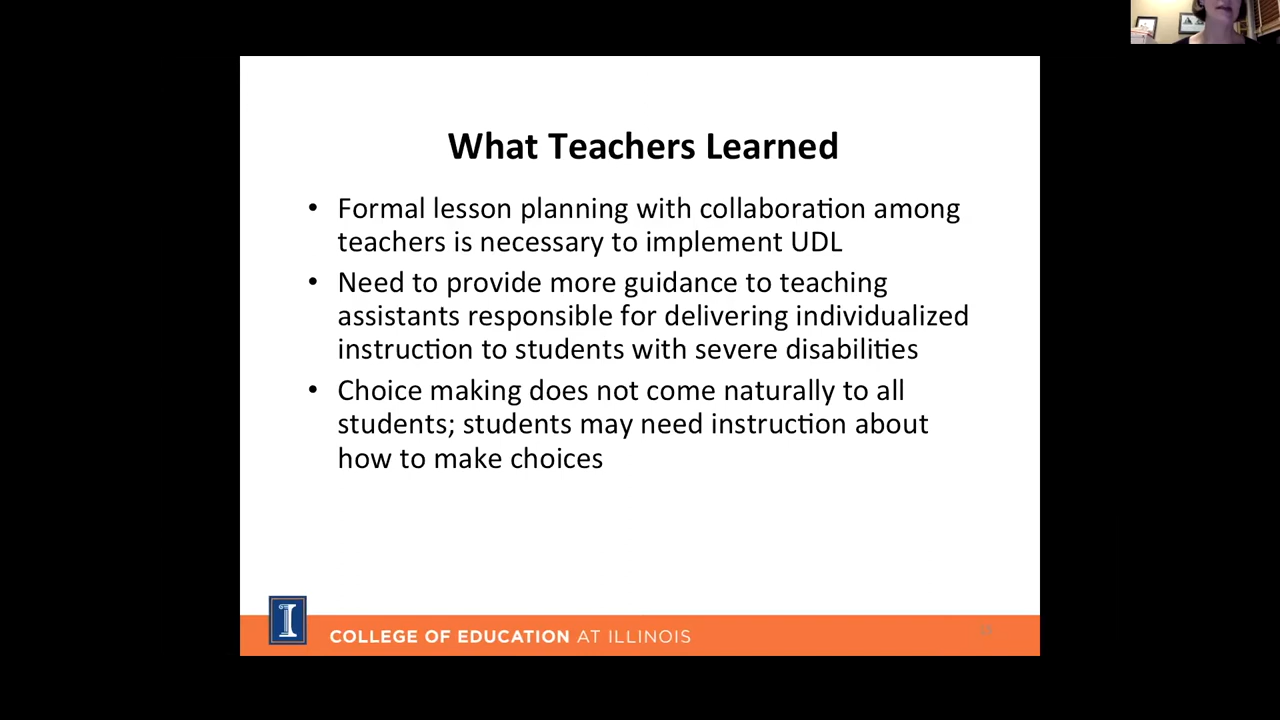 What Teachers Learned
• Formal lesson planning with collaboration among
teachers is necessary to implement UDL
• Need to provide more guidance to teaching
assistants responsible for delivering individualized
instruction to students with severe disabilities
• Choice making does not come naturally to all
students; students may need instruction about
how to make choices
I
COLLEGE OF EDUCATION AT ILLINOIS